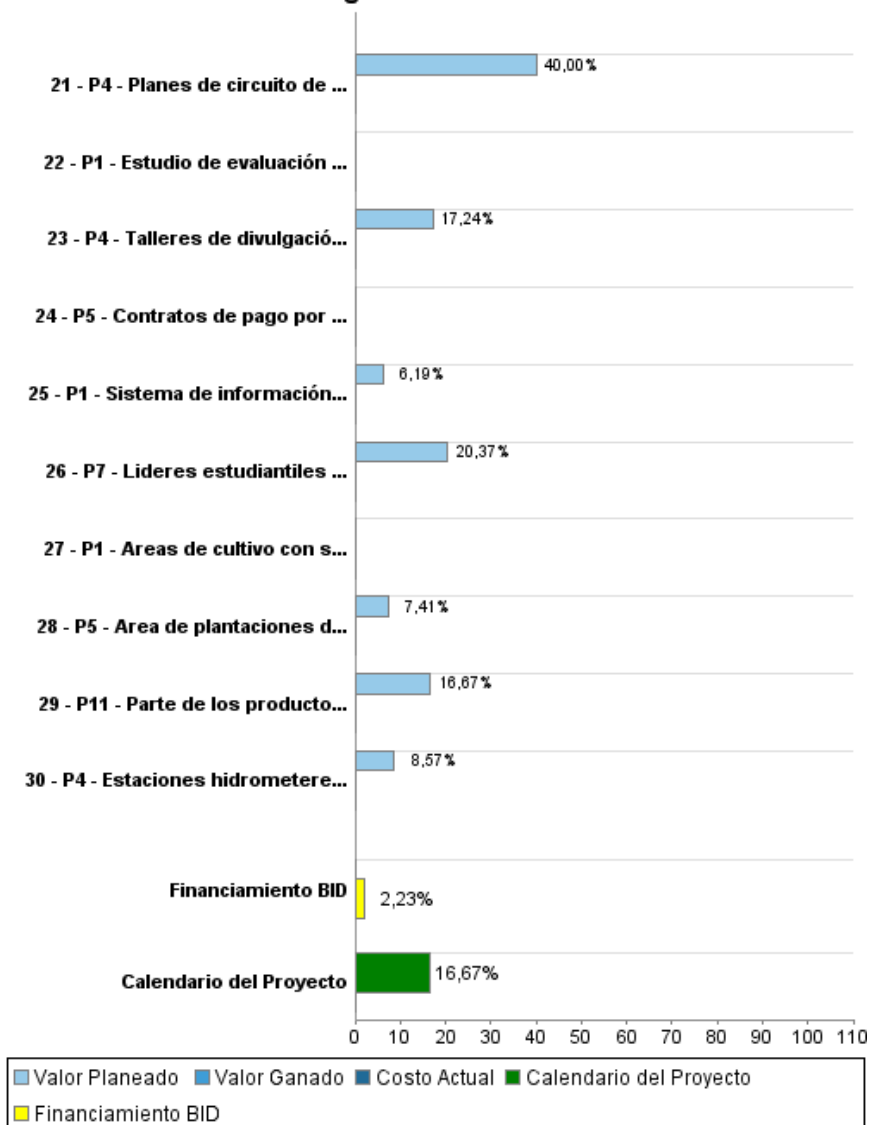 21 - P4 - Planes de circuito de ...
40,00%
22 - P1 - Estudio de evaluación ...
23 - P4 - Talleres de divulgació...
17,24%
24 - P5 - Contratos de pago por ...
25 - P1 - Sistema de información...
6,19%
26 - P7 - Lideres estudiantiles ...
20,37%
27 - P1 - Areas de cultivo con s...
28 - P5 - Area de plantaciones d...
7,41%
29 - P11 - Parte de los producto...
16,67%
30 - P4 - Estaciones hidrometere...
8,57%
Financiamiento BID
2,23%
Calendario del Proyecto
16,67%
0 10 20 30 40 50 60 70 80 90 100 110
Valor Planeado Valor Ganado Costo Actual Calendario del Proyecto
Financiamiento BID